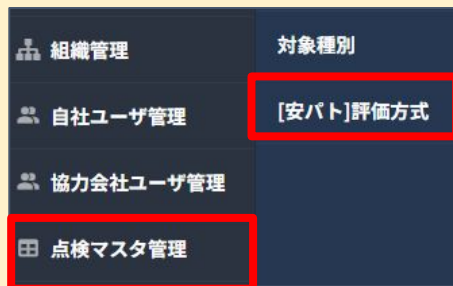 組織管理
自社ユーザ管理
協力会社ユーザ管理
点検マスタ管理
対象種別
[安パト]評価方式